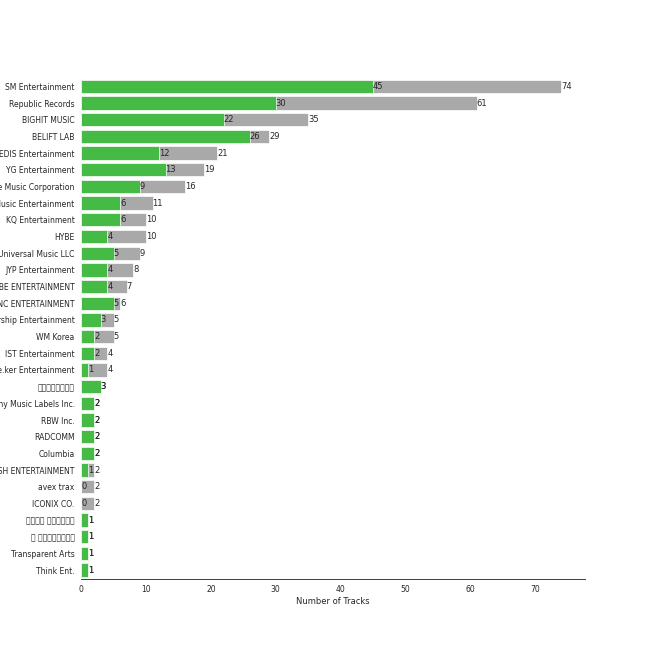 SM Entertainment 45 74
Republic Records 30 61
BIGHIT MUSIC 22 35
BELIFT LAB 26 29
EDIS Entertainment 12 21
YG Entertainment 13 19
e Music Corporation 9 16
usic Entertainment 6 11
KQ Entertainment 6 10
HYBE 4 10
Universal Music LLC 5 9
JYP Entertainment 4 8
BE ENTERTAINMENT 4 7
NC ENTERTAINMENT 5 6
rship Entertainment 3 5
WM Korea 2 5
IST Entertainment 2 4
e.ker Entertainment 1 4
3
ny Music Labels Inc. 2
RBW Inc. 2
RADCOMM 2
Columbia 2
SH ENTERTAINMENT 1 2
avex trax 0 2
ICONIX CO. 0 2
1
1
Transparent Arts 1
Think Ent. 1
0 10 20 30 40 50 60 70
Number of Tracks